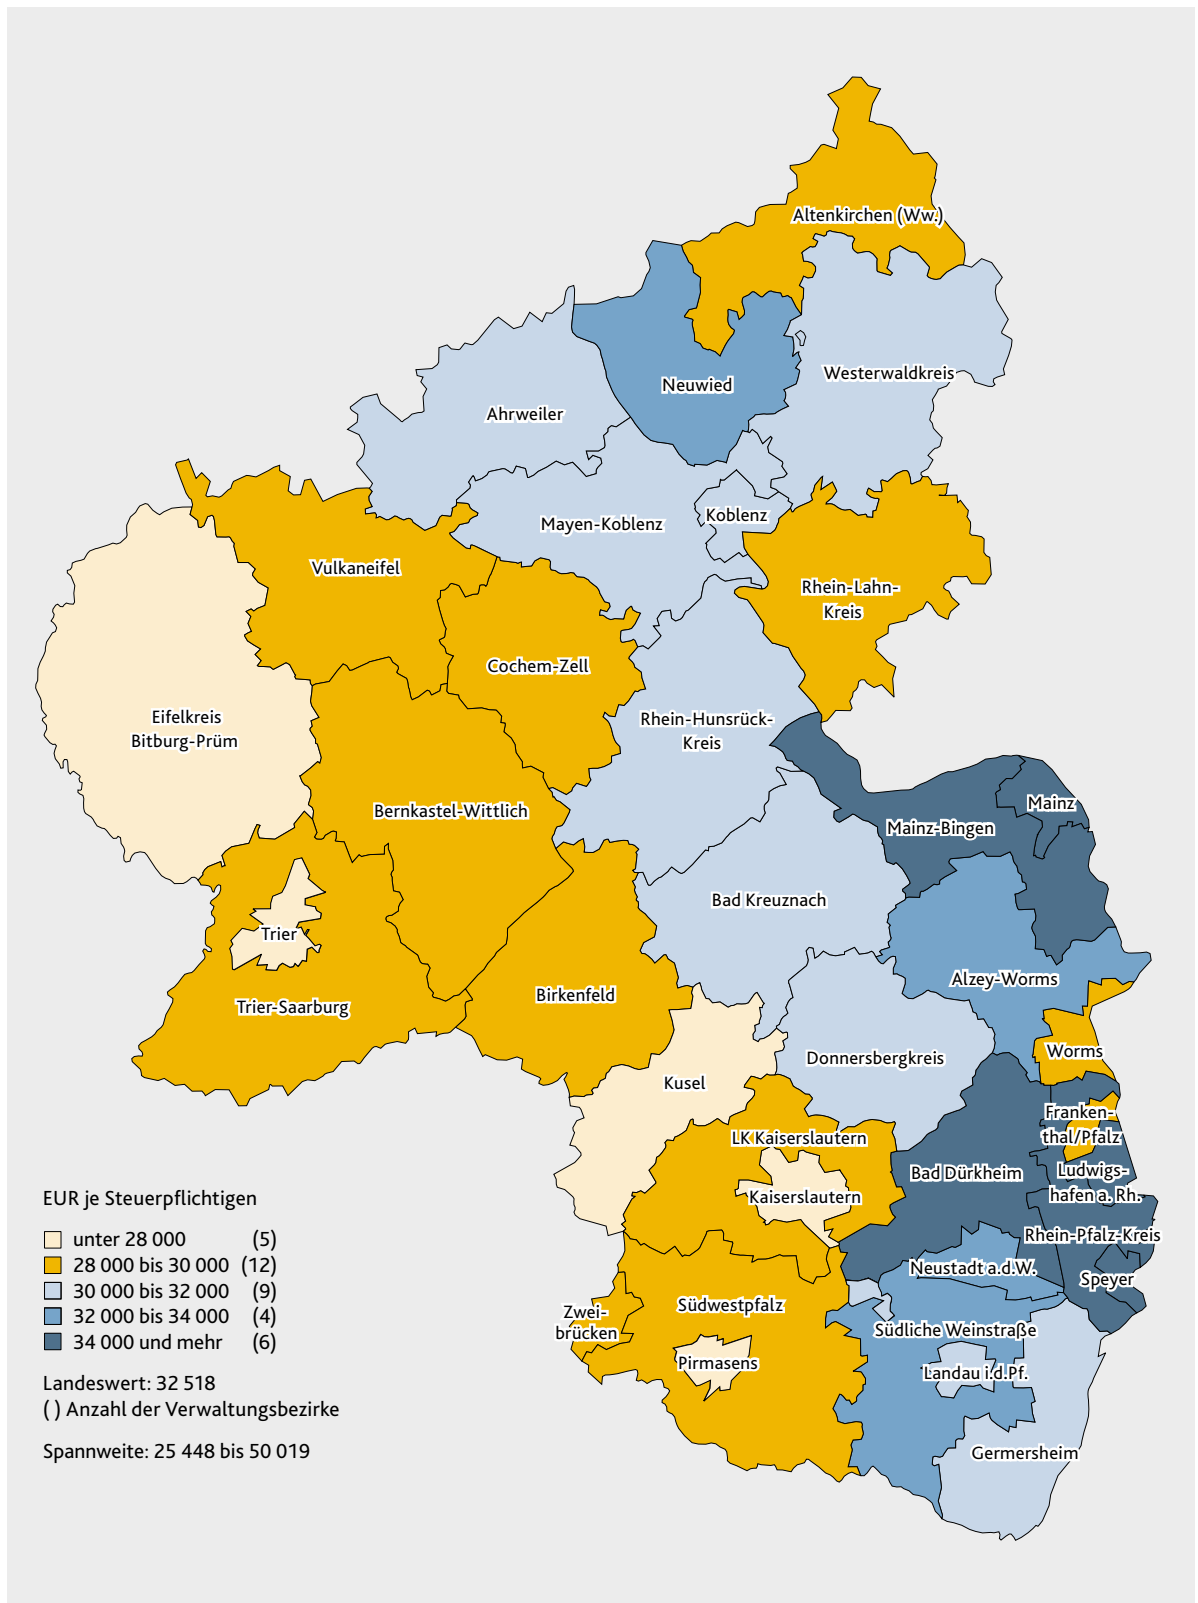 Altenkirchen (Ww.)
Westerwaldkreis
Neuwied
Ahrweiler
Koblenz
Mayen-Koblenz
Vulkaneifel
Rhein-Lahn-
Kreis
Cochem-Zell
Eifelkreis
Bitburg-Prüm
Rhein-Hunsrück-
Kreis
Mainz
Bernkastel-Wittlich
Mainz-Bingen
Bad Kreuznach
Trier
Alzey-Worms
Birkenfeld
Trier-Saarburg
Worms
Donnersbergkreis
Kusel
Franken-
thal/Pfalz
LK Kaiserslautern
Bad Dürkheim
Ludwigs-
hafen a. Rh.
Kaiserslautern
Rhein-Pfalz-Kreis
Neustadt a.d.W.
Speyer
Südwestpfalz
Zwei-
brücken
Südliche Weinstraße
Pirmasens
Landau i.d.Pf.
Germersheim
EUR je Steuerpflichtigen
unter 28 000 (5)
28 000 bis 30 000 (12)
30 000 bis 32 000 (9)
32 000 bis 34 000 (4)
34 000 und mehr (6)
Landeswert: 32 518
( ) Anzahl der Verwaltungsbezirke
Spannweite: 25 448 bis 50 019